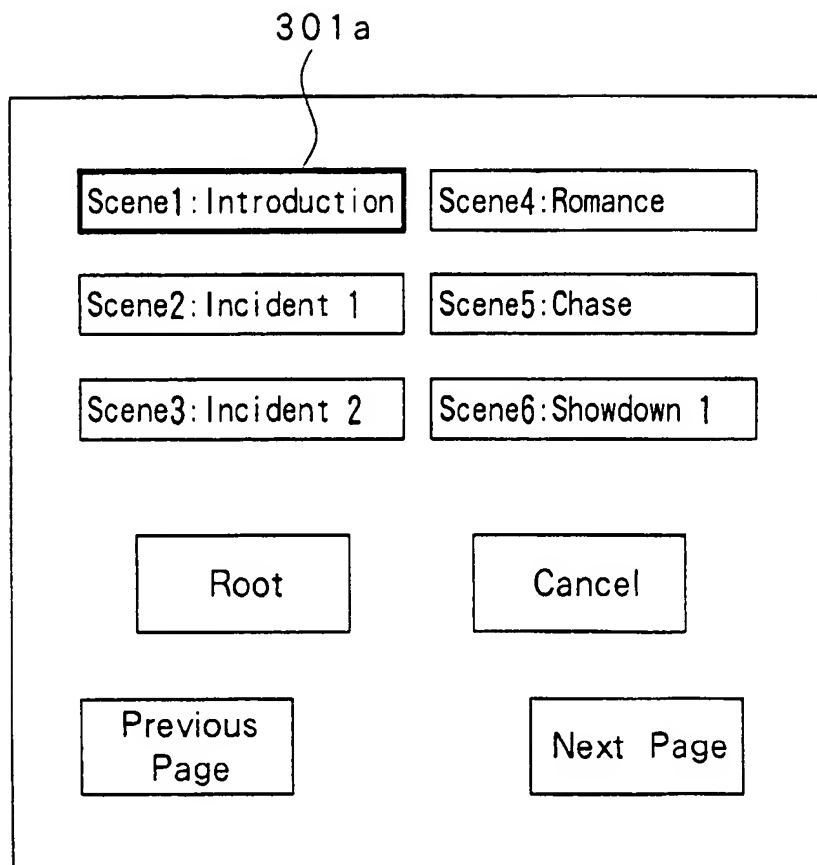 301a
Scene1:Introduction
Scene4:Romance
Scene2:Incident 1
Scene5:Chase
Scene3:Incident 2
Scene6:Showdown 1
Root
Cancel
Previous
Page
Next Page